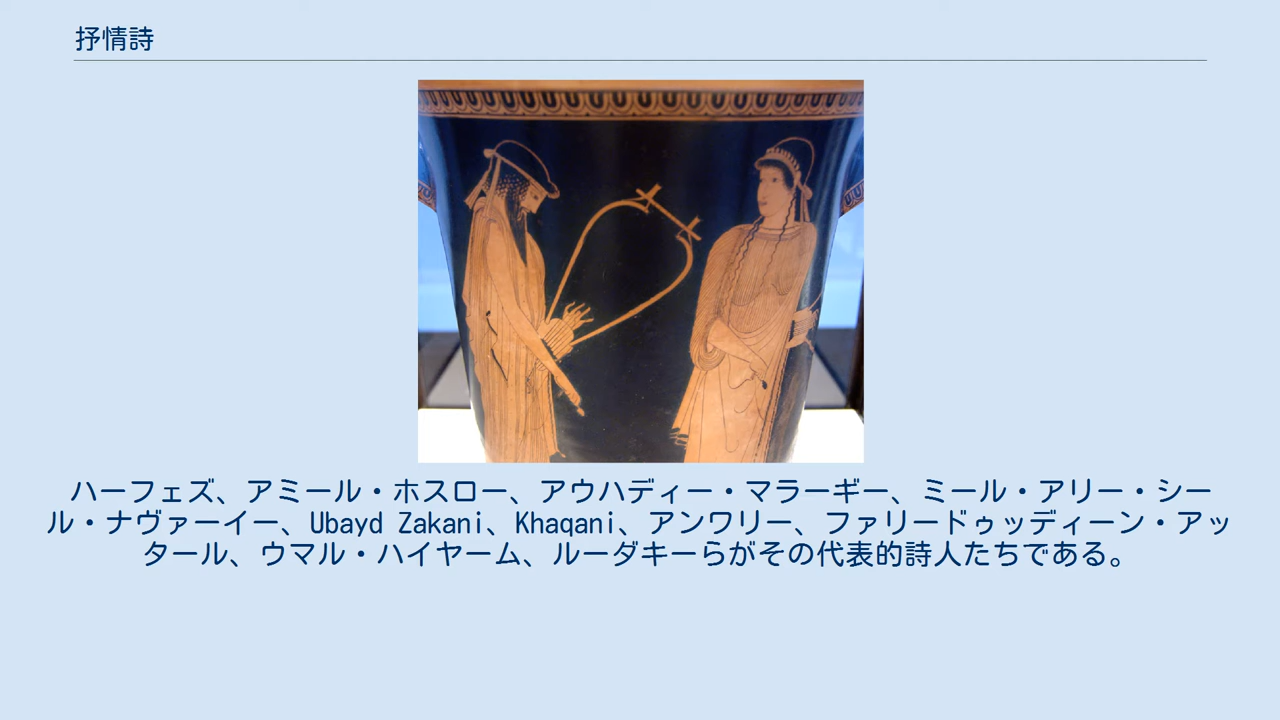 抒情詩
ハーフェズ、アミール・ホスロー、アウハディー・マラーギー、ミール・アリー・シー
ル・ナヴァーイー、Ubayd Zakani、Khaqani、アンワリー、ファリードゥッディーン・アッ
タール、ウマル・ハイヤーム、ルーダキーらがその代表的詩人たちである。